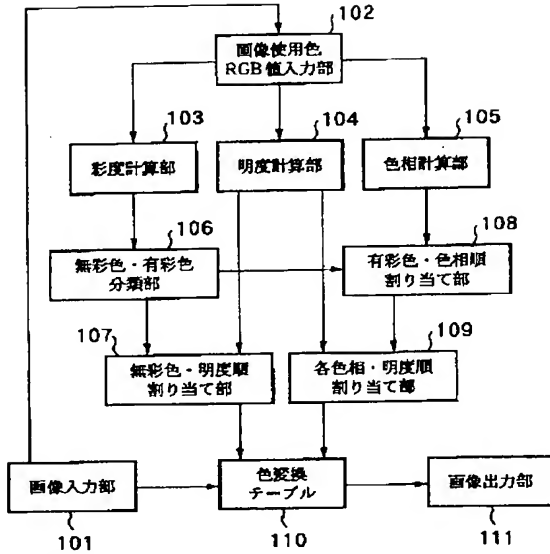 102
画像使用色
RGB値入力部
103
104
105
彩度計算部
明度計算部
色相計算部
106
108
無彩色・有彩色
分類部
有彩色・色相順
割り当て部
107
109
無彩色・明度順
割り当て部
各色相・明度順
割り当て部
画像入力部
色変換
テーブル
画像出力部
101
110
111